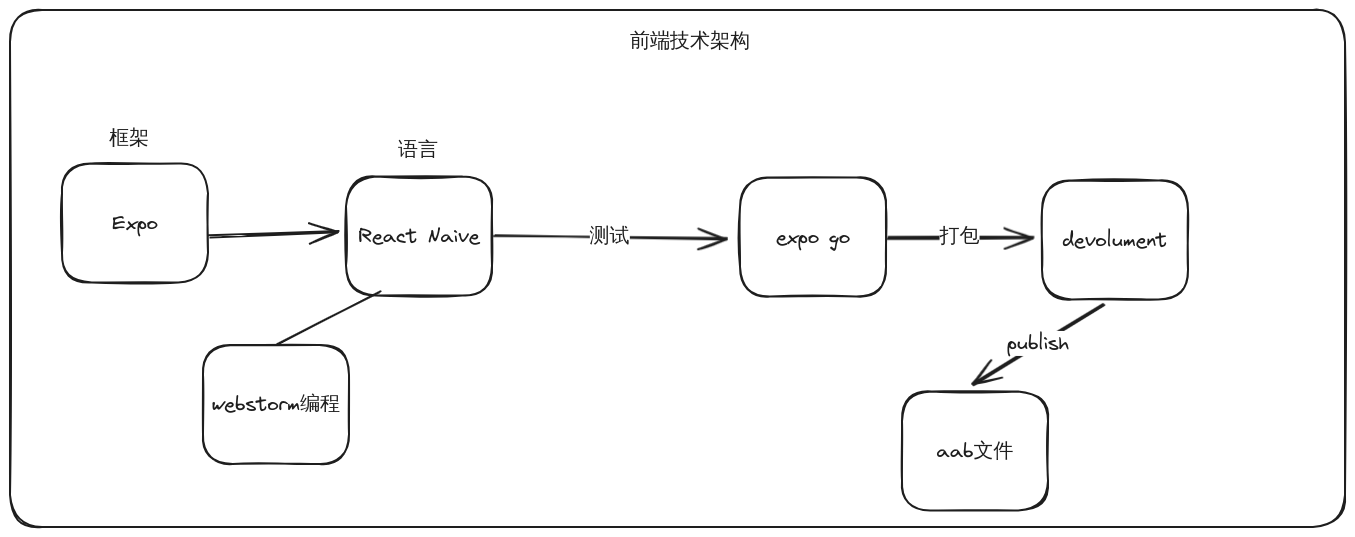 前端技术架构
框架
语言
Expo
React Naive
测试
expo go
打包
devolument
publish
webstorm编程
aab文件